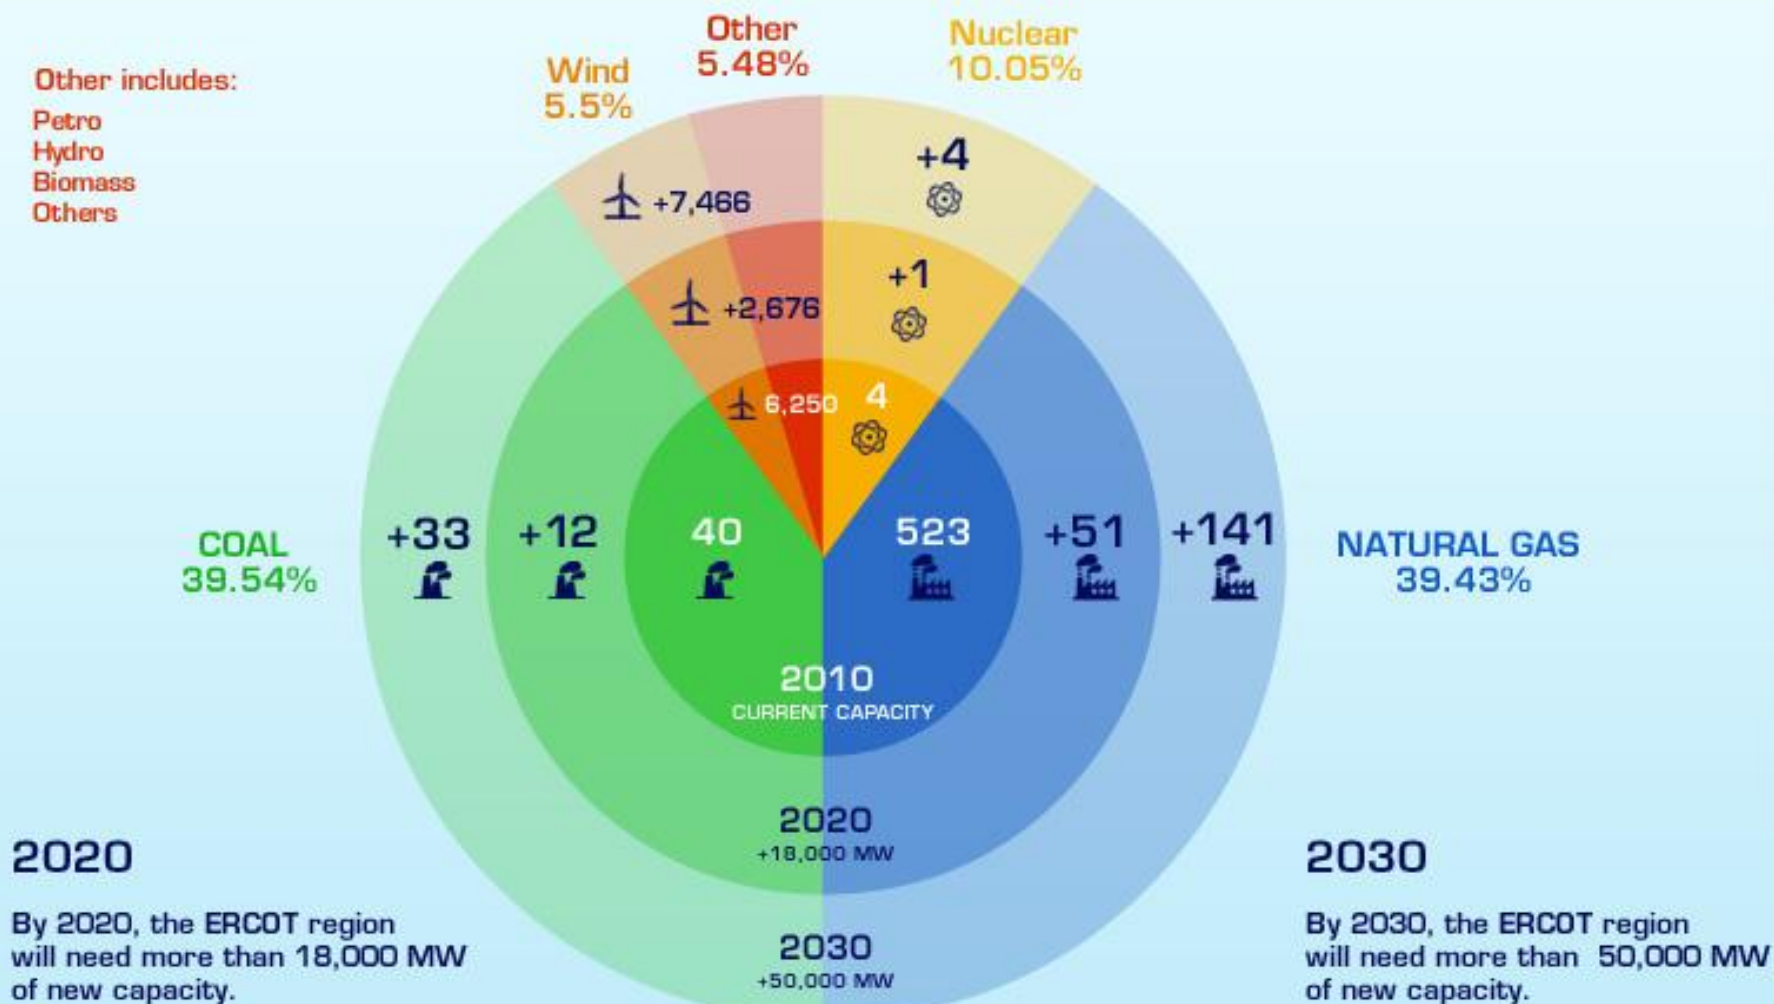 Other includes:
Petro
Hydro
Biomass
Others
Wind
5.5%
Other
5.48%
Nuclear
10.05%
+7,466
+4
+2,676
+1
6,250
4
COAL
39.54%
+33
+12
40
523
+51
+141
NATURAL GAS
39.43%
2010
CURRENT CAPACITY
2020
+18,000 MW
2030
+50,000 MW
2020
By 2020, the ERCOT region
will need more than 18,000 MW
of new capacity.
2030
By 2030, the ERCOT region
will need more than 50,000 MW
of new capacity.